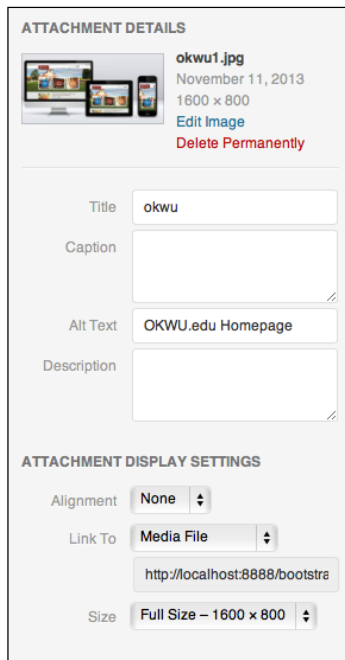 ATTACHMENT DETAILS
okwu1.jpg
November 11, 2013
1600 × 800
Edit Image
Delete Permanently
Title okwu
Caption
Alt Text OKWU.edu Homepage
Description
ATTACHMENT DISPLAY SETTINGS
Alignment None
Link To Media File
http://localhost:8888/bootstra
Size Full Size – 1600 × 800